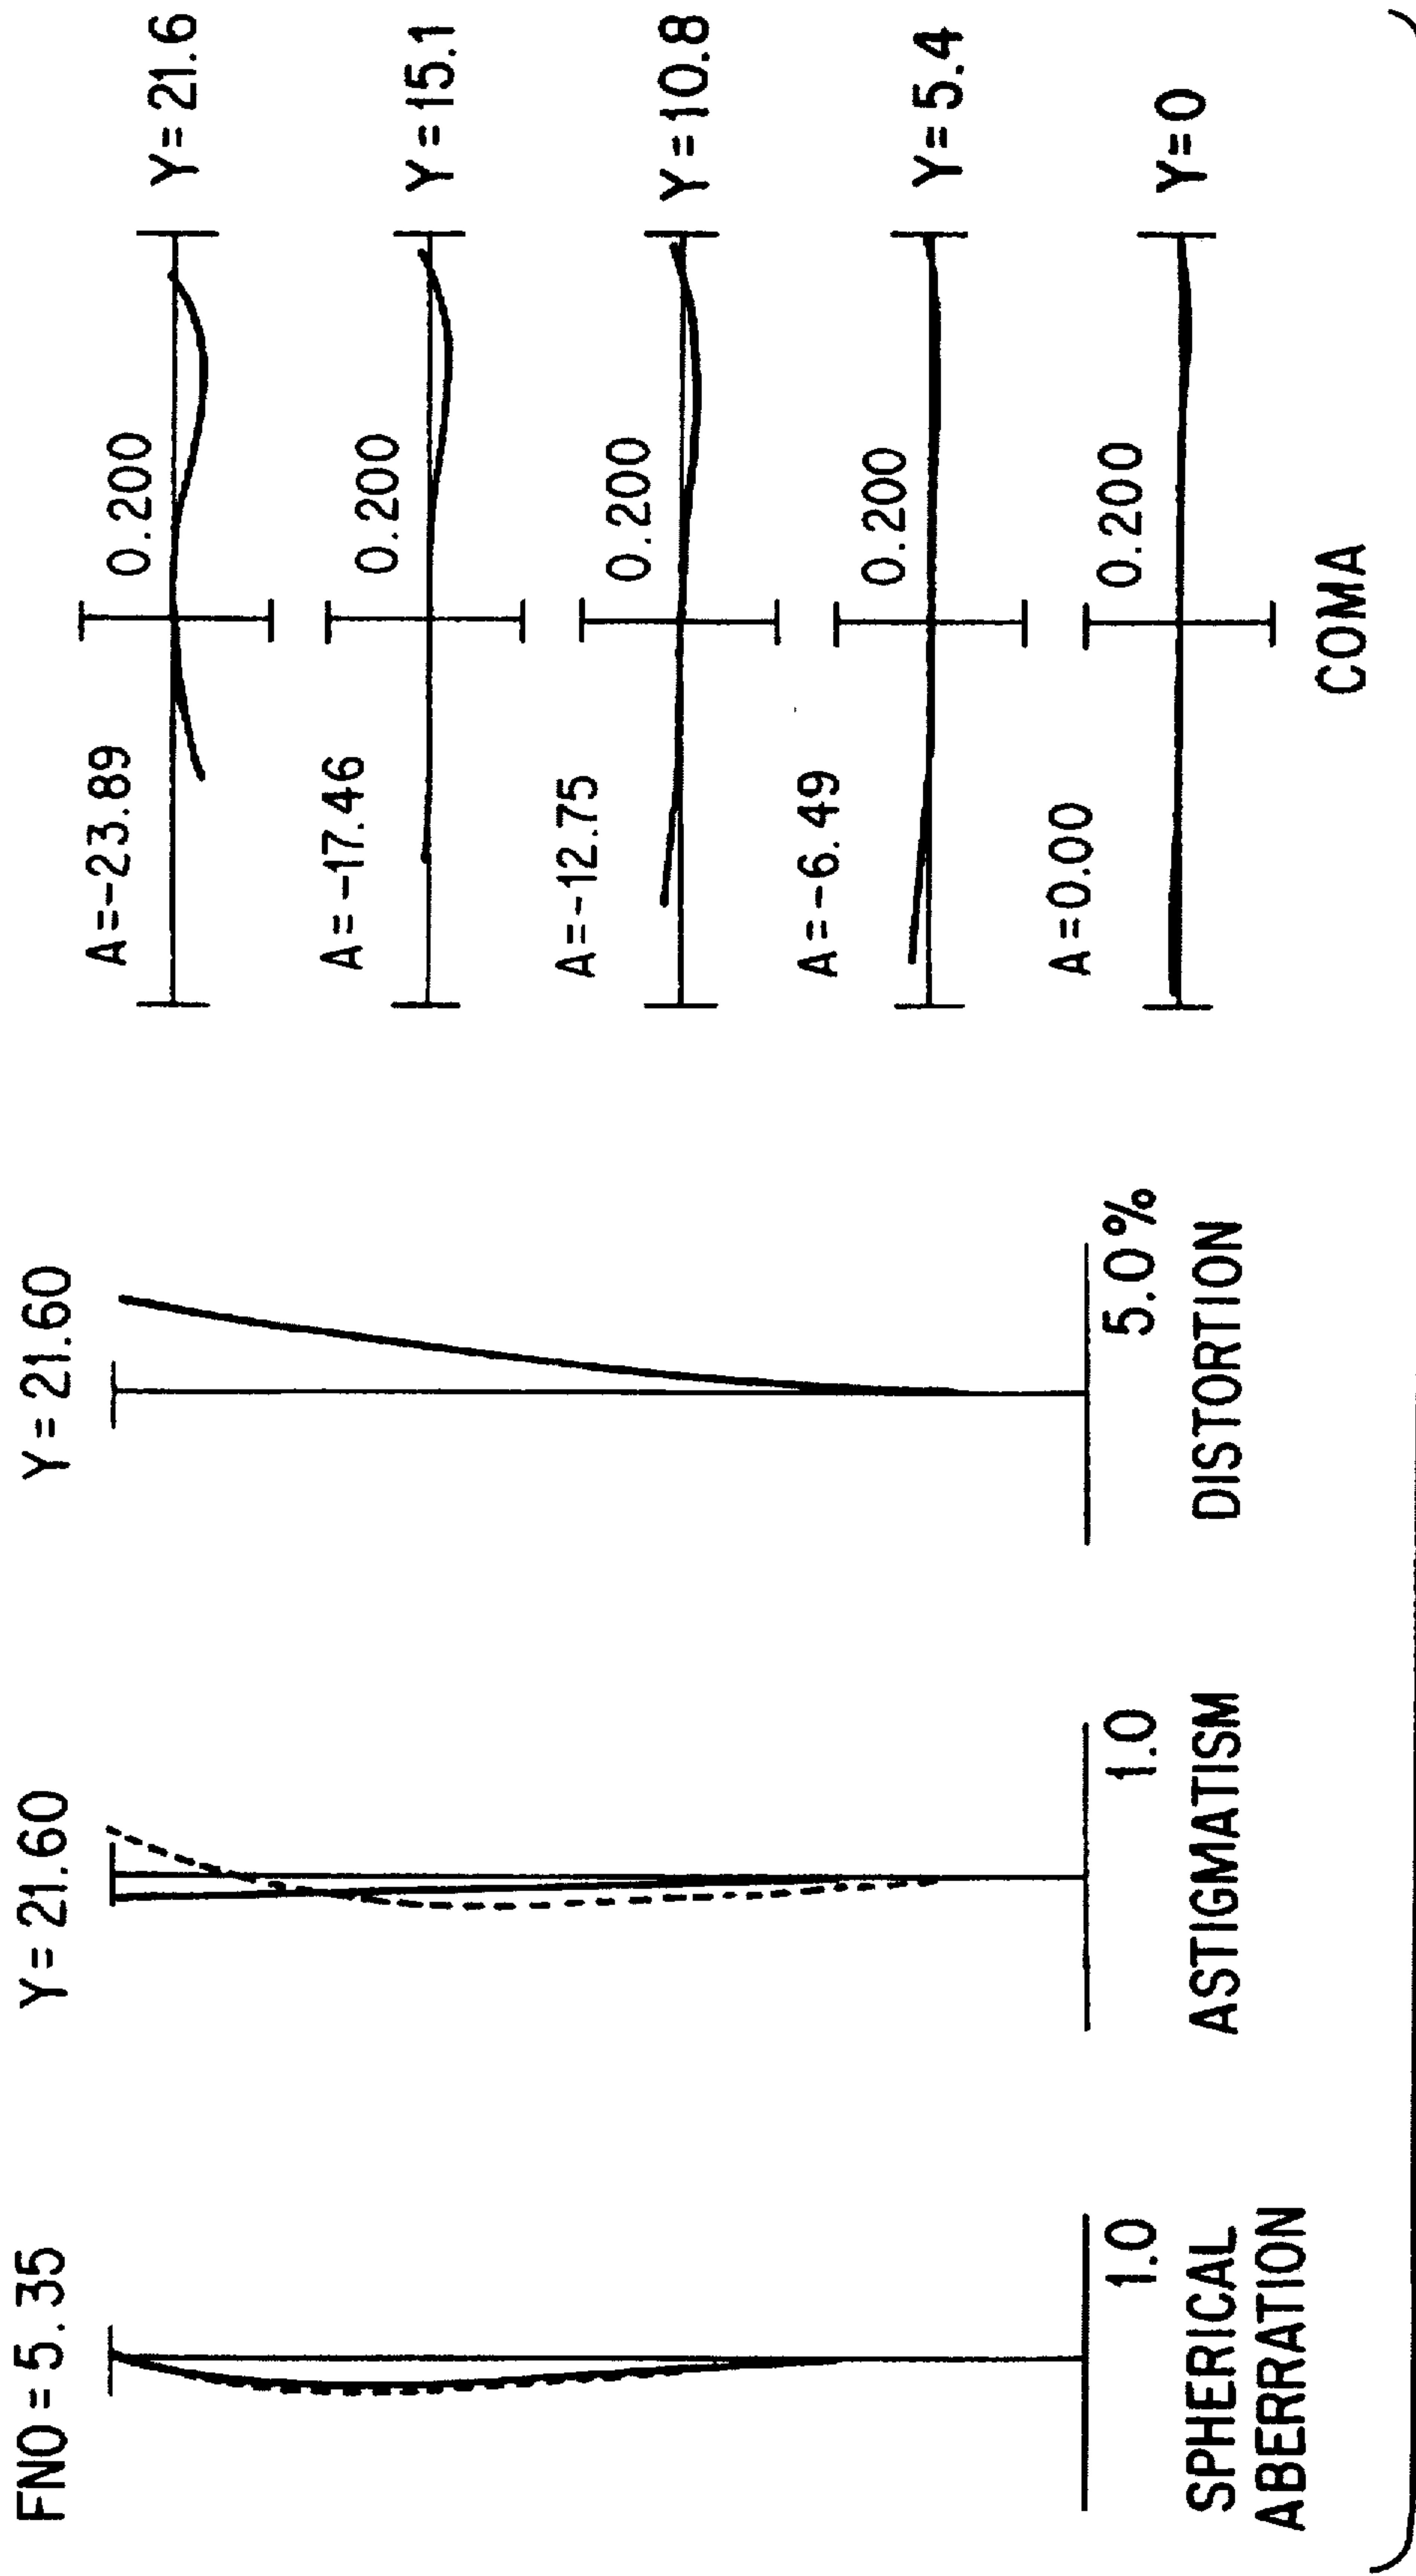 FNO=5.35
1.0
SPHERICAL
ABERRATION
Y=21.60
1.0
ASTIGMATISM
Y=21.60
5.0%
DISTORTION
A=-23.89
0.200
Y=21.6
A=-17.46
0.200
Y=15.1
A=-12.75
0.200
Y=10.8
A=-6.49
0.200
Y=5.4
A=0.00
0.200
Y=0
COMA